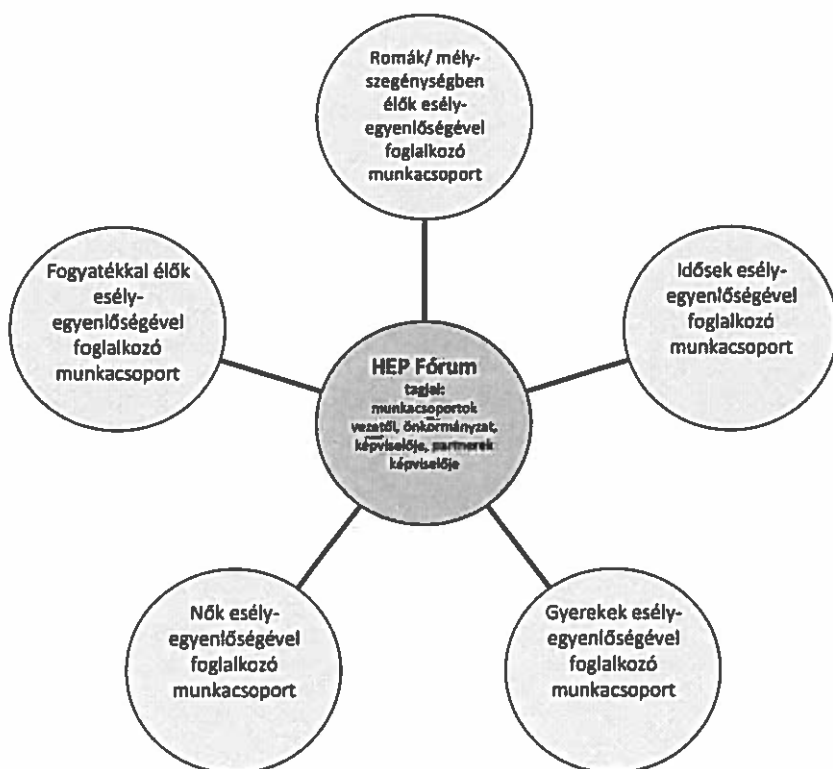 Romák/ mély-
szegénységben
élők esély-
egyenlőségével
foglalkozó
munkacsoport
Fogyatékkal élők
esély-
egyenlőségével
foglalkozó
munkacsoport
Idősek esély-
egyenlőségével
foglalkozó
munkacsoport
HEP Fórum
tagjai:
munkacsoportok
vezetői, önkormányzat,
képviselője, partnerek
képviselője
Nők esély-
egyenlőségével
foglalkozó
munkacsoport
Gyerekek esély-
egyenlőségével
foglalkozó
munkacsoport